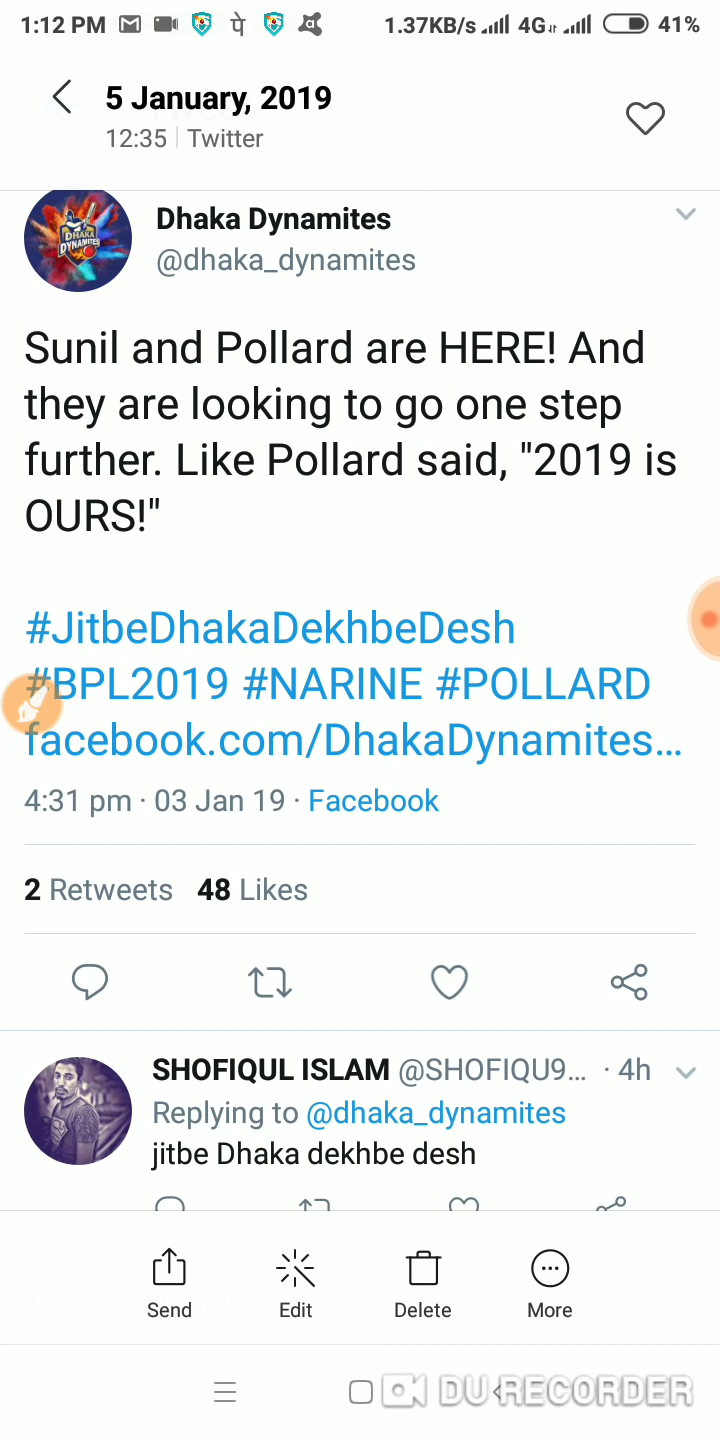 1:12 PM पे 1.37KB/s 4G 41%
5 January, 2019
12:35 | Twitter
DHAKA
DYNAMITES
Dhaka Dynamites
@dhaka_dynamites
Sunil and Pollard are HERE! And
they are looking to go one step
further. Like Pollard said, "2019 is
OURS!"
#JitbeDhakaDekhbeDesh
#BPL2019 #NARINE #POLLARD
facebook.com/DhakaDynamites...
4:31 pm · 03 Jan 19 · Facebook
2 Retweets 48 Likes
SHOFIQUL ISLAM @SHOFIQU9... · 4h
Replying to @dhaka_dynamites
jitbe Dhaka dekhbe desh
Send Edit Delete More
DU RECORDER